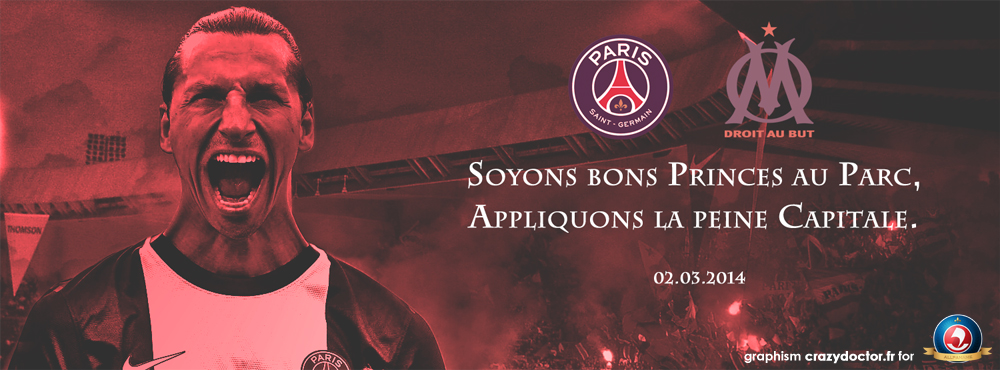 PARIS
SAINT-GERMAIN
DROIT AU BUT
SOYONS BONS PRINCES AU PARC,
APPLIQUONS LA PEINE CAPITALE.
02.03.2014
THOMSON
PARIS
graphism crazydoctor.fr for